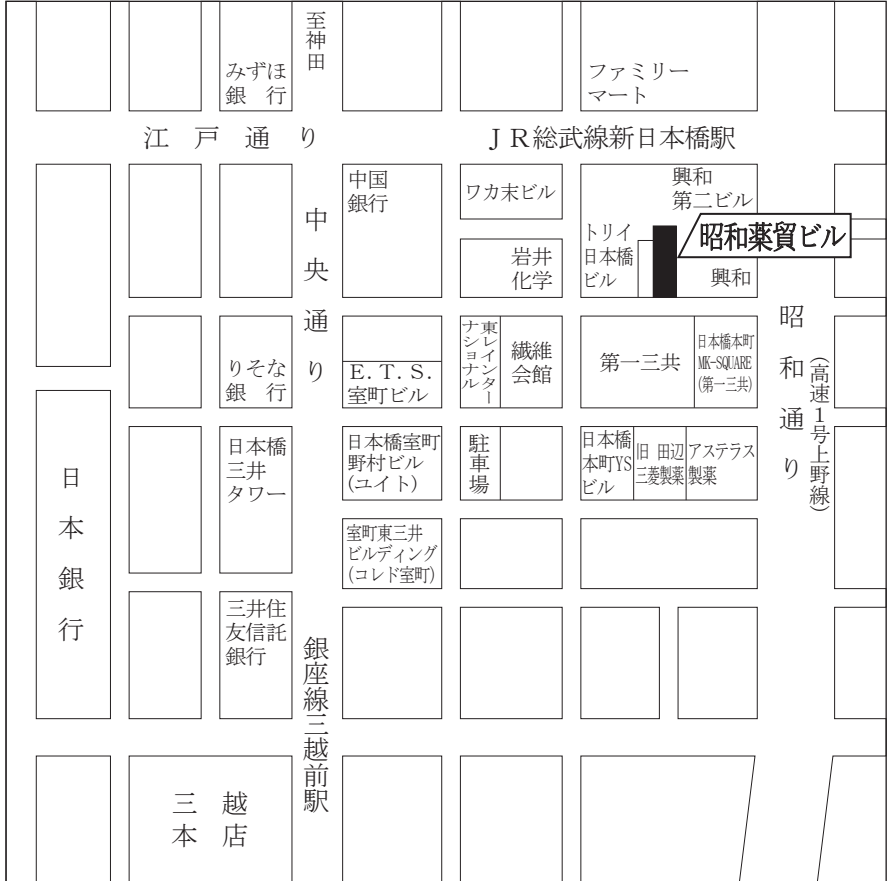 至神田
みずほ
銀 行
ファミリー
マート
江 戸 通 り
JR総武線新日本橋駅
中国
銀行
ワカ末ビル
興和
第二ビル
中央通り
トリイ
日本橋
ビル
昭和薬貿ビル
岩井
化学
興和
りそな
銀 行
E.T.S.
室町ビル
東レインター
ナショナル
繊維
会館
第一三共
日本橋本町
MK-SQUARE
(第一三共)
昭和通り
(高速1号上野線)
日本銀行
日本橋
三井
タワー
日本橋室町
野村ビル
(ユイト)
駐車場
日本橋
本町YS
ビル
旧 田辺
三菱製薬
アステラス
製薬
室町東三井
ビルディング
(コレド室町)
三井住
友信託
銀行
銀座線三越前駅
三 越
本 店